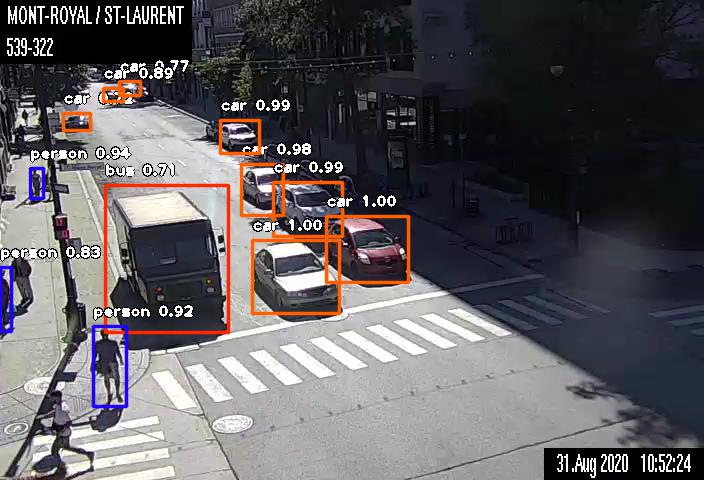 MONT-ROYAL / ST-LAURENT
539-322
car 0.77
car 0.89
car
car 0.99
person 0.94
car 0.98
bus 0.71
car 0.99
car 1.00
car 1.00
person 0.83
person 0.92
31.Aug 2020 10:52:24